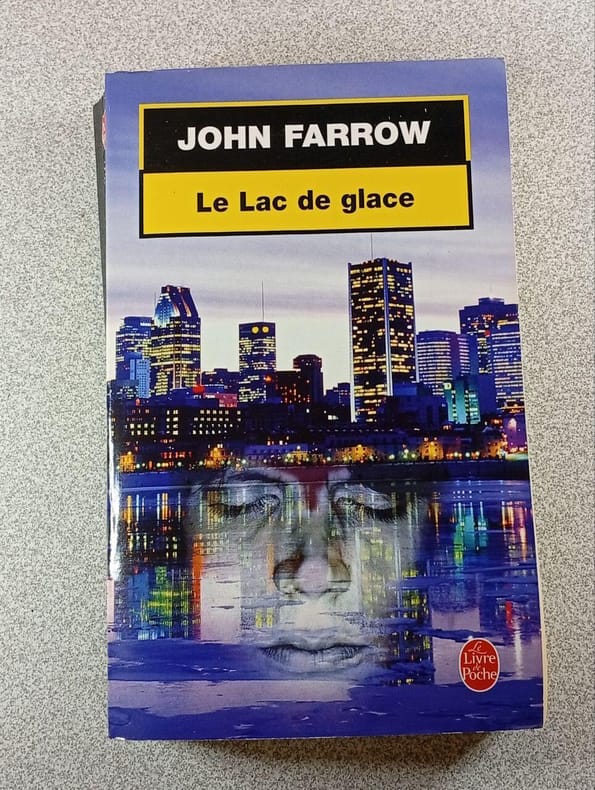 JOHN FARROW
Le Lac de glace
Le
Livre
de
Poche